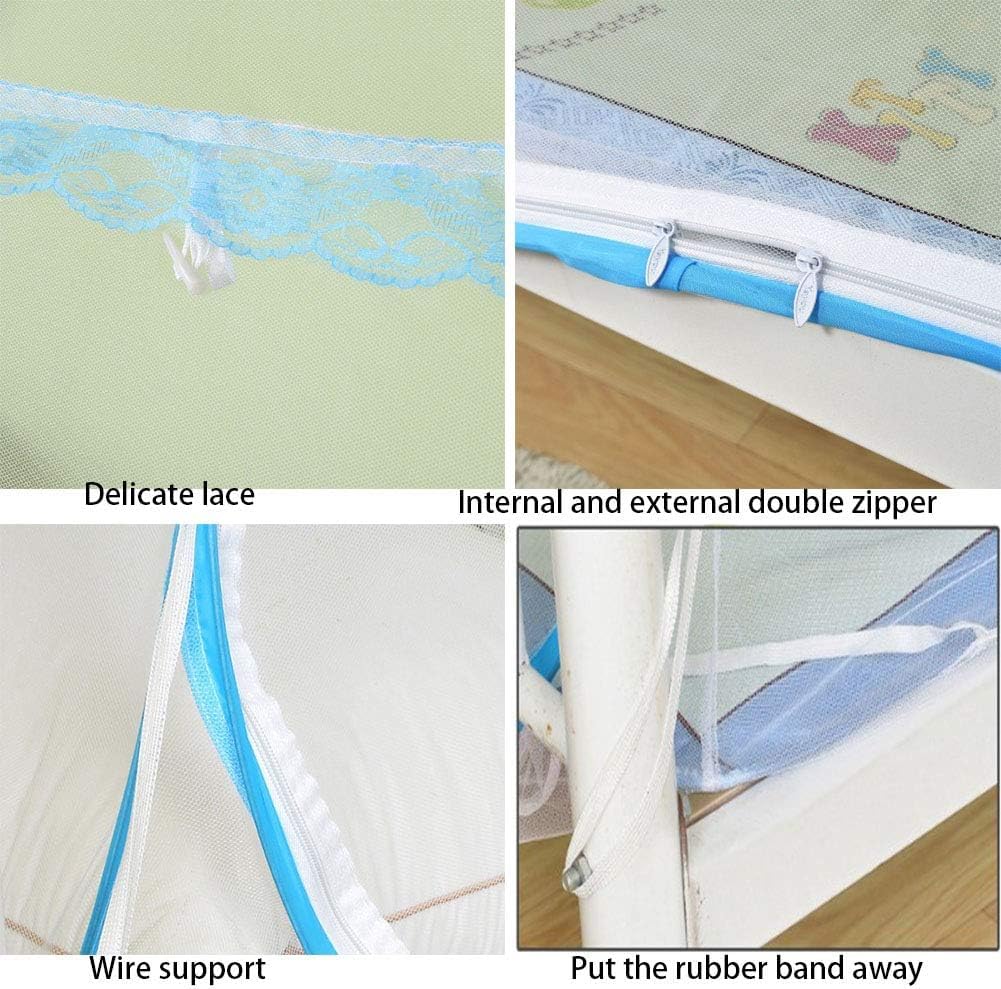 Delicate lace
Internal and external double zipper
Wire support
Put the rubber band away